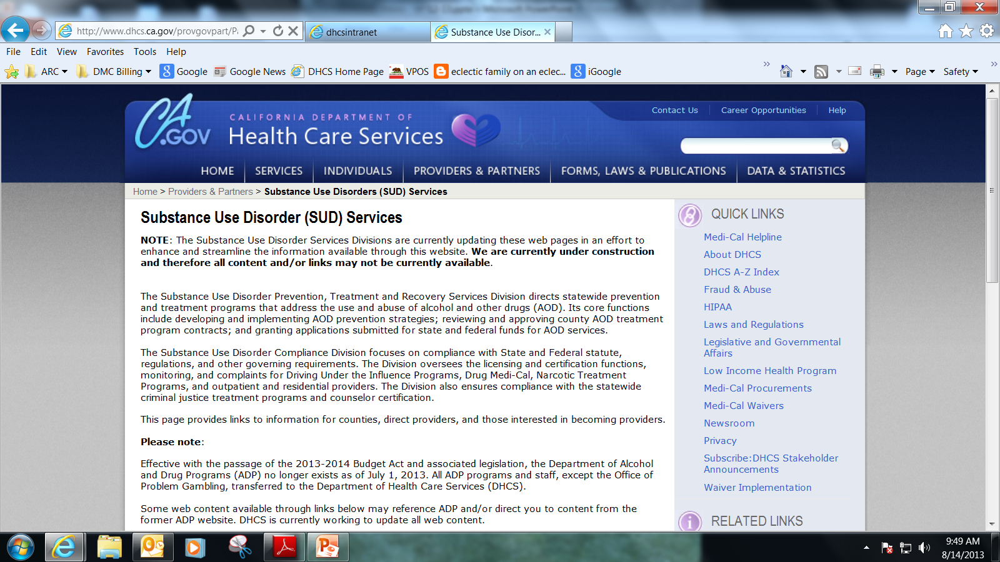 http://www.dhcs.ca.gov/provgovpart/P
dhcsintranet
Substance Use Disor...
File Edit View Favorites Tools Help
ARC DMC Billing Google Google News DHCS Home Page VPOS eclectic family on an eclec... iGoogle
Page Safety
CA.GOV
CALIFORNIA DEPARTMENT OF
Health Care Services
Contact Us Career Opportunities Help
HOME SERVICES INDIVIDUALS PROVIDERS & PARTNERS FORMS, LAWS & PUBLICATIONS DATA & STATISTICS
Home > Providers & Partners > Substance Use Disorders (SUD) Services
Substance Use Disorder (SUD) Services
NOTE: The Substance Use Disorder Services Divisions are currently updating these web pages in an effort to
enhance and streamline the information available through this website. We are currently under construction
and therefore all content and/or links may not be currently available.
The Substance Use Disorder Prevention, Treatment and Recovery Services Division directs statewide prevention
and treatment programs that address the use and abuse of alcohol and other drugs (AOD). Its core functions
include developing and implementing AOD prevention strategies; reviewing and approving county AOD treatment
program contracts; and granting applications submitted for state and federal funds for AOD services.
The Substance Use Disorder Compliance Division focuses on compliance with State and Federal statute,
regulations, and other governing requirements. The Division oversees the licensing and certification functions,
monitoring, and complaints for Driving Under the Influence Programs, Drug Medi-Cal, Narcotic Treatment
Programs, and outpatient and residential providers. The Division also ensures compliance with the statewide
criminal justice treatment programs and counselor certification.
This page provides links to information for counties, direct providers, and those interested in becoming providers.
Please note:
Effective with the passage of the 2013-2014 Budget Act and associated legislation, the Department of Alcohol
and Drug Programs (ADP) no longer exists as of July 1, 2013. All ADP programs and staff, except the Office of
Problem Gambling, transferred to the Department of Health Care Services (DHCS).
Some web content available through links below may reference ADP and/or direct you to content from the
former ADP website. DHCS is currently working to update all web content.
QUICK LINKS
Medi-Cal Helpline
About DHCS
DHCS A-Z Index
Fraud & Abuse
HIPAA
Laws and Regulations
Legislative and Governmental
Affairs
Low Income Health Program
Medi-Cal Procurements
Medi-Cal Waivers
Newsroom
Privacy
Subscribe:DHCS Stakeholder
Announcements
Waiver Implementation
RELATED LINKS
9:49 AM
8/14/2013